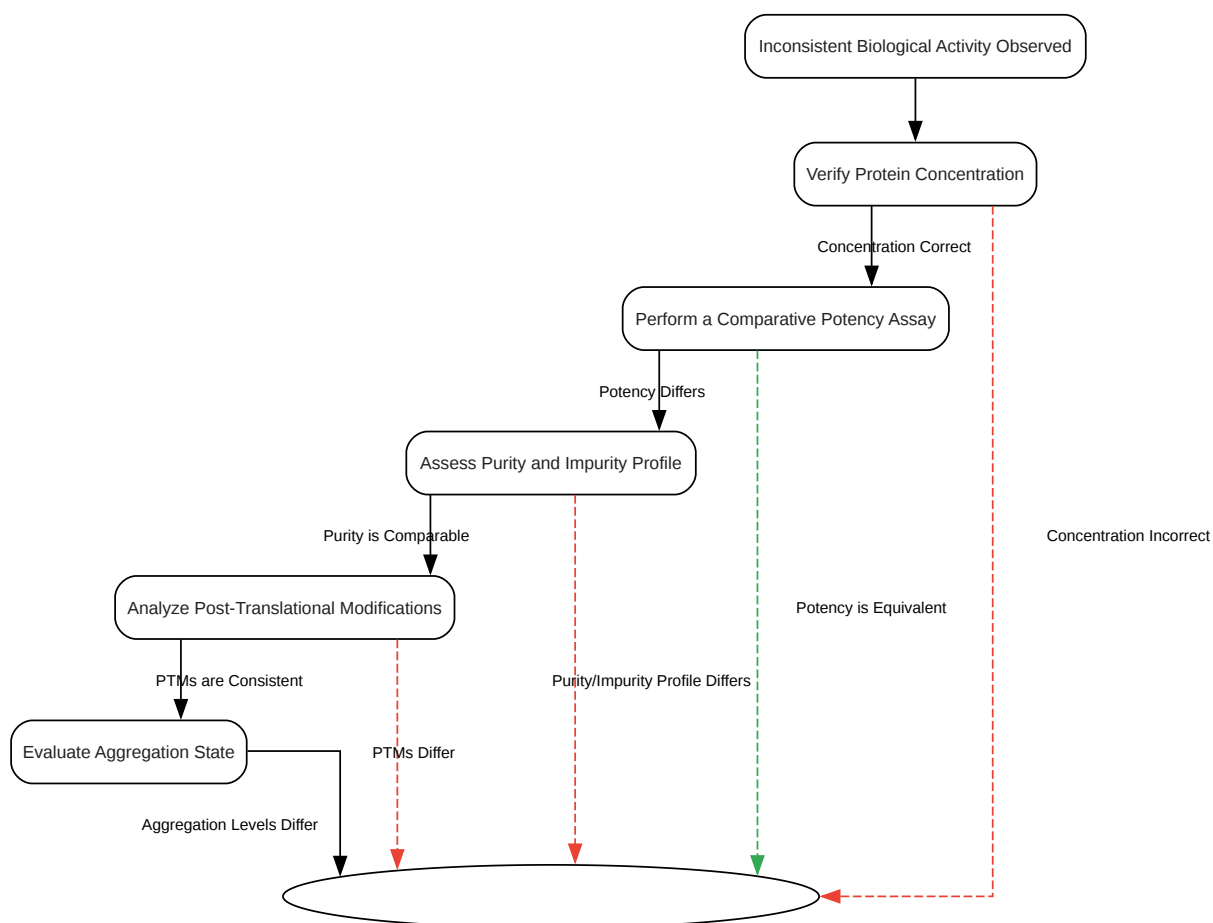 Inconsistent Biological Activity Observed
Verify Protein Concentration
Concentration Correct
Perform a Comparative Potency Assay
Potency Differs
Assess Purity and Impurity Profile
Purity is Comparable
Concentration Incorrect
Analyze Post-Translational Modifications
Potency is Equivalent
PTMs are Consistent
Purity/Impurity Profile Differs
Evaluate Aggregation State
PTMs Differ
Aggregation Levels Differ